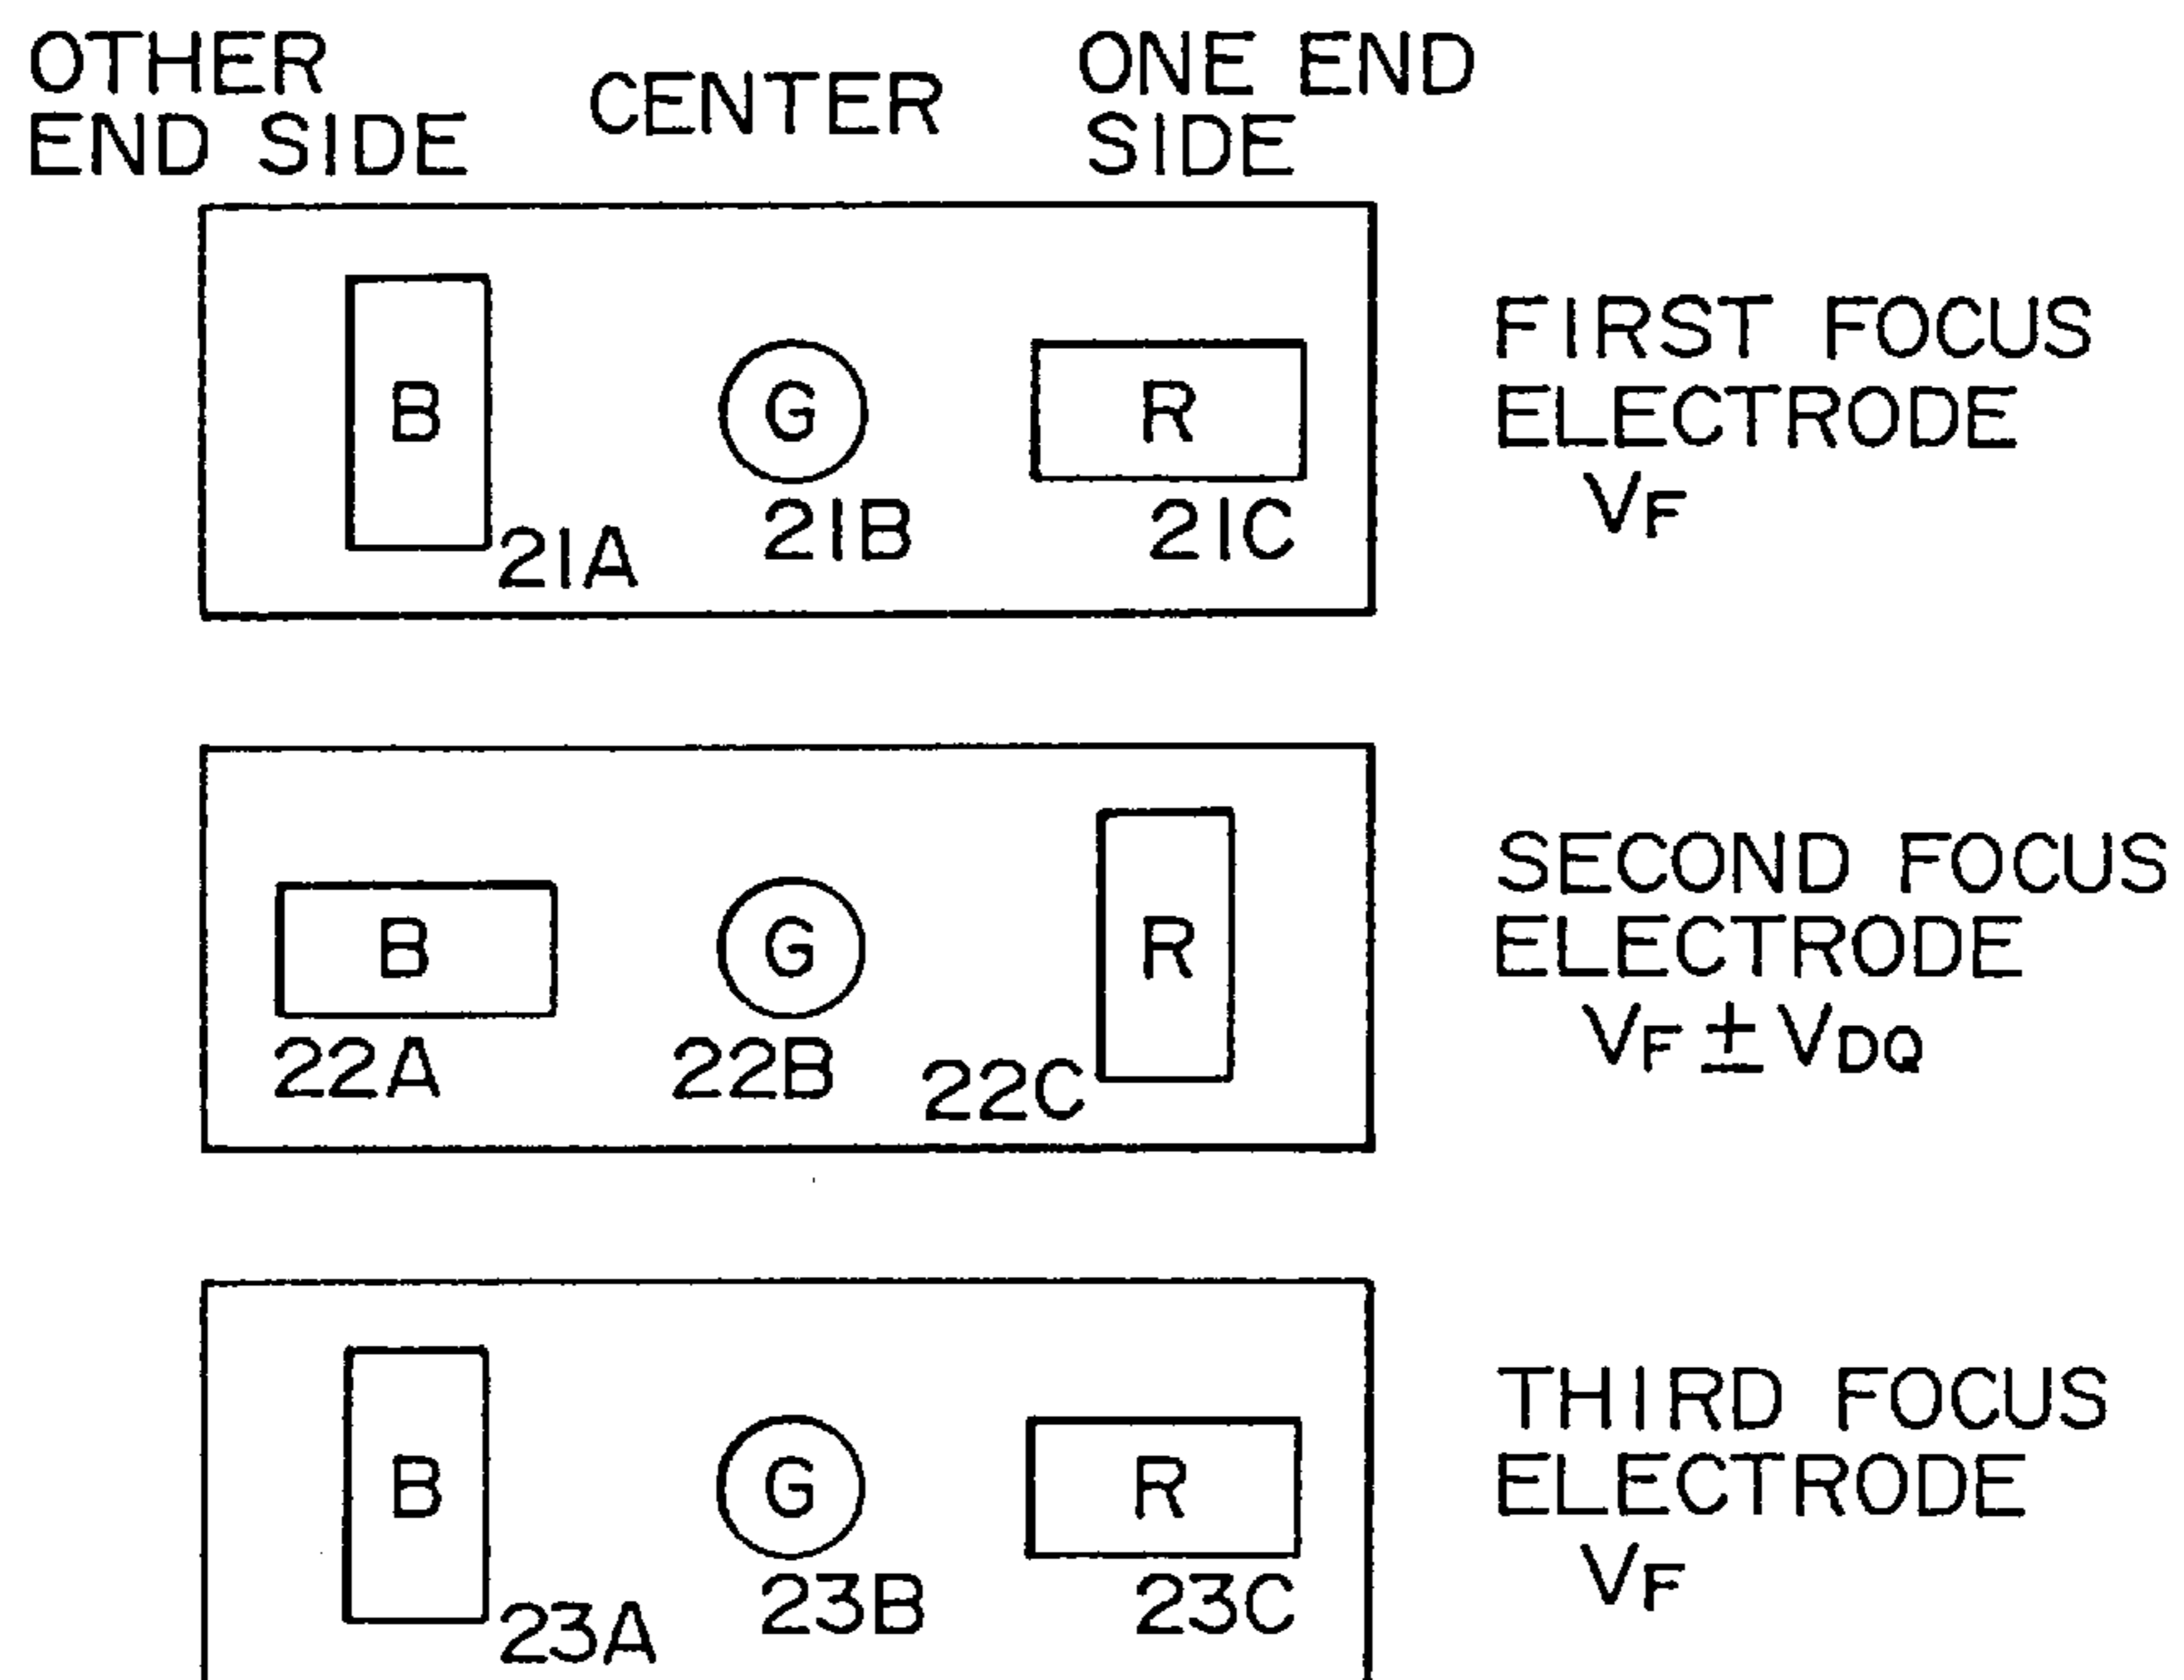 OTHER
END SIDE
CENTER
ONE END
SIDE
B
G
R
21A
21B
21C
FIRST FOCUS
ELECTRODE
VF
B
G
R
22A
22B
22C
SECOND FOCUS
ELECTRODE
VF ± VDQ
B
G
R
23A
23B
23C
THIRD FOCUS
ELECTRODE
VF